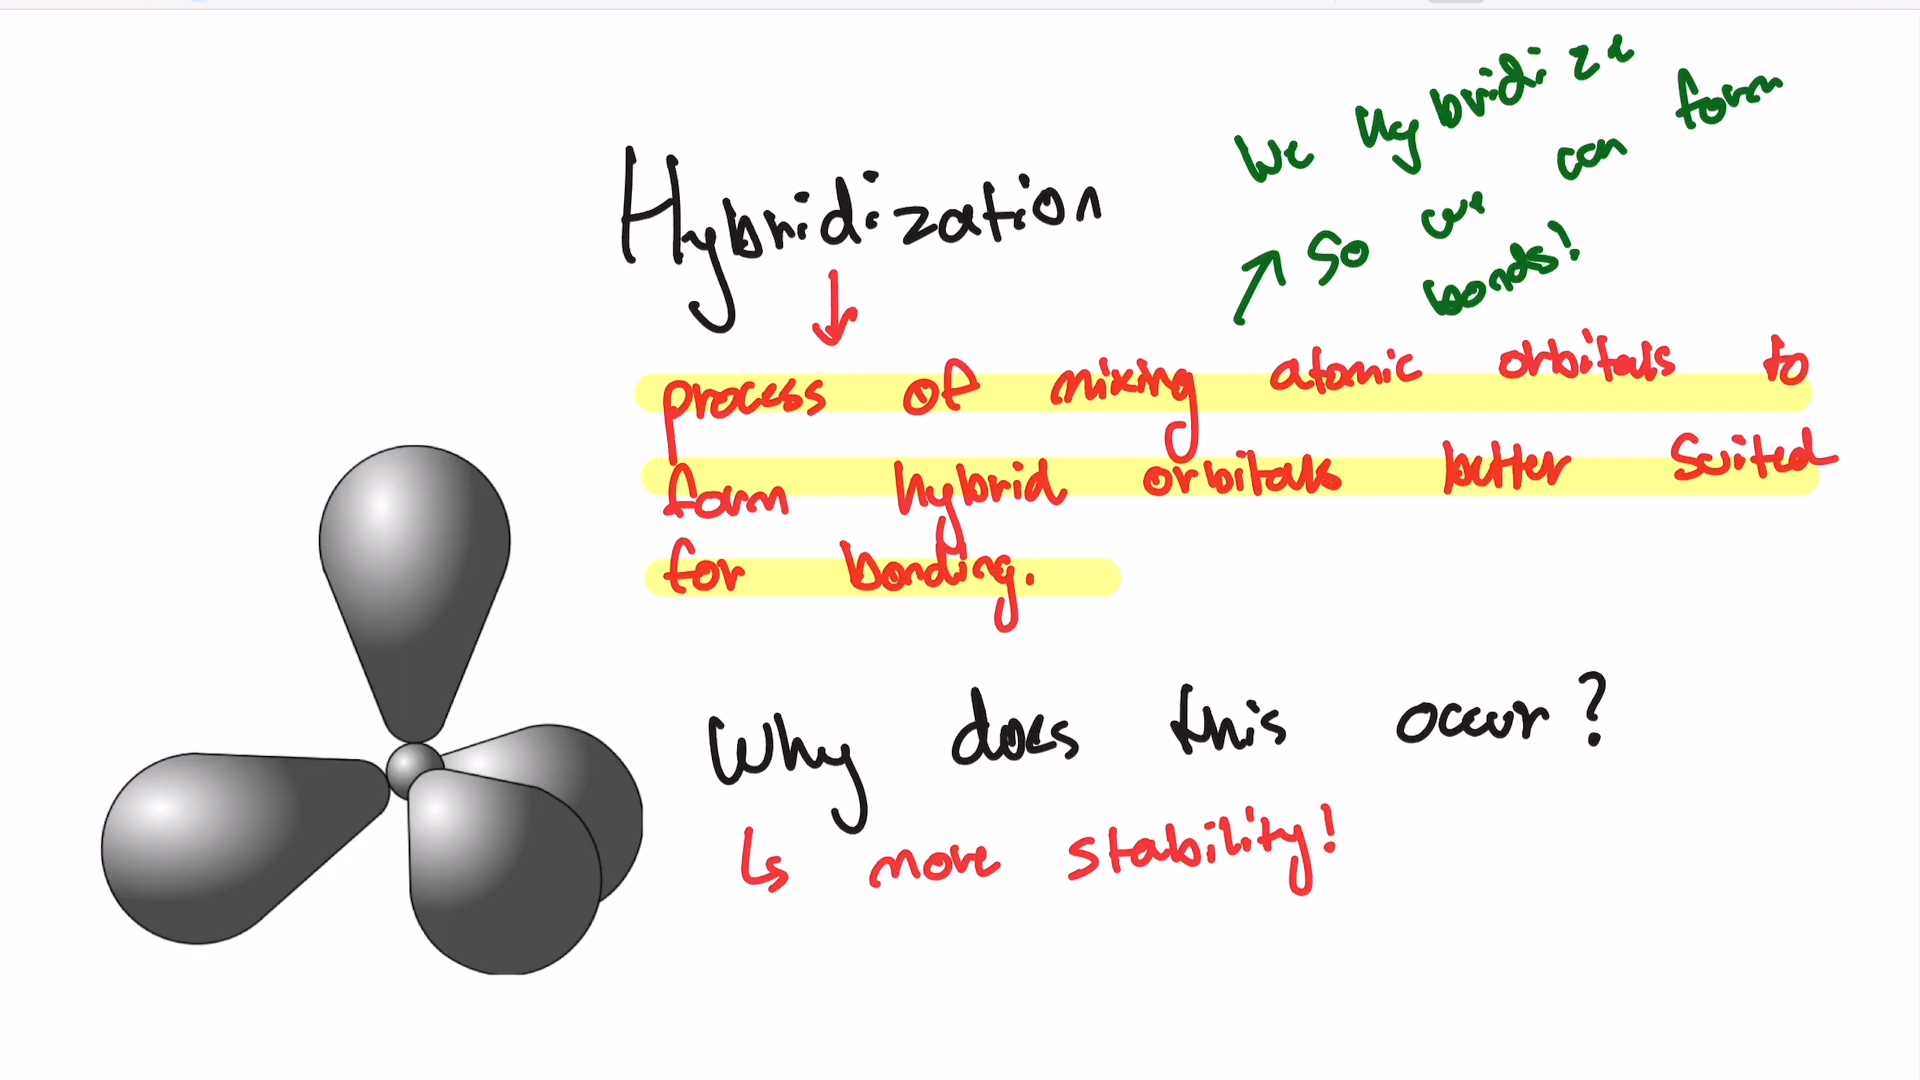 We hybridize
so we can form
bonds!
Hybridization
↓
process of mixing atomic orbitals to
form hybrid orbitals better suited
for bonding.
Why does this occur?
↳ more stability!